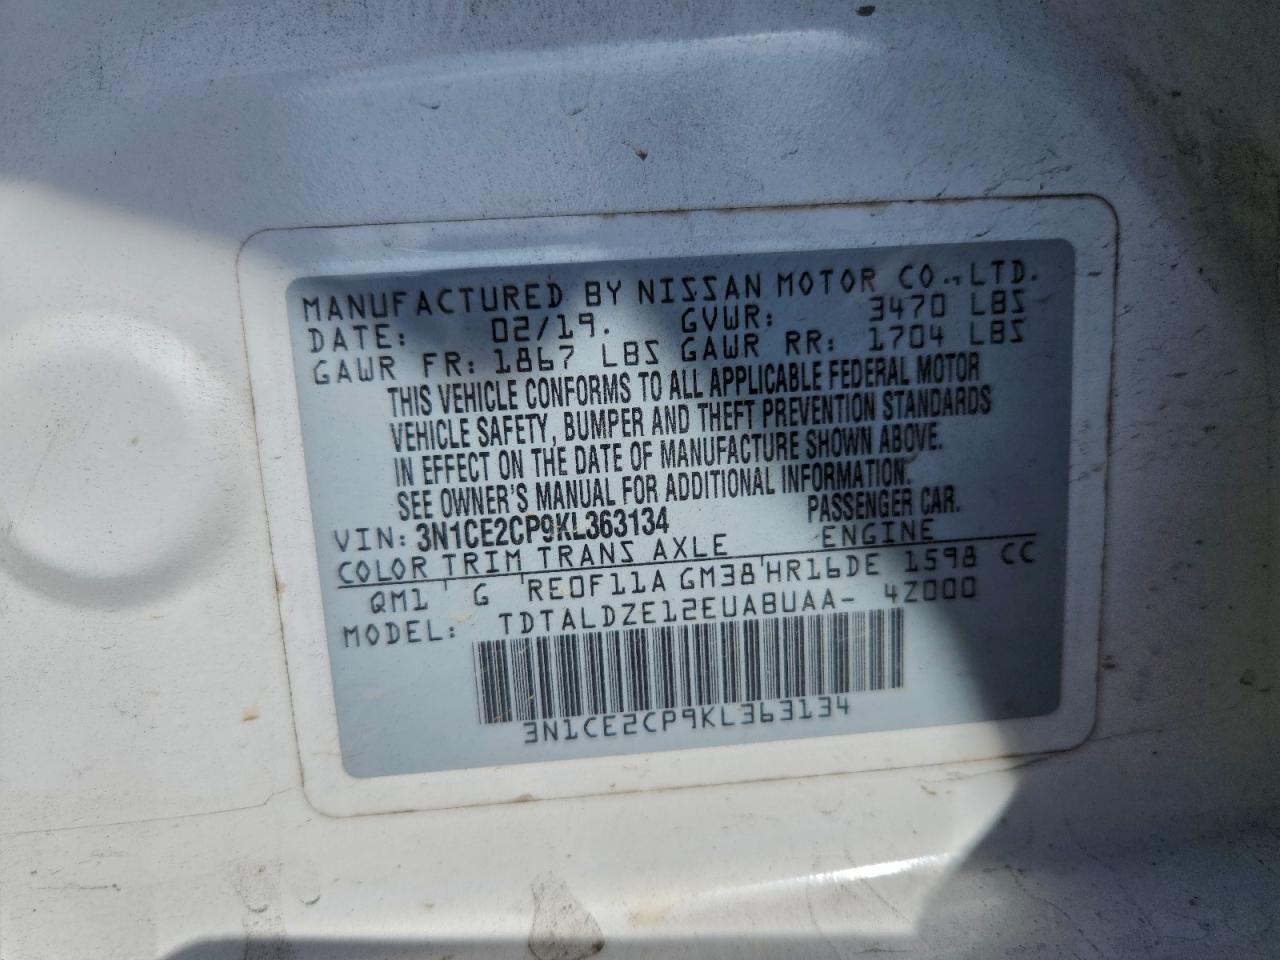 MANUFACTURED BY NISSAN MOTOR CO., LTD.
DATE: 02/19. GVWR: 3470 LBS
GAWR FR: 1867 LBS GAWR RR: 1704 LBS
THIS VEHICLE CONFORMS TO ALL APPLICABLE FEDERAL MOTOR
VEHICLE SAFETY, BUMPER AND THEFT PREVENTION STANDARDS
IN EFFECT ON THE DATE OF MANUFACTURE SHOWN ABOVE.
SEE OWNER'S MANUAL FOR ADDITIONAL INFORMATION.
VIN: 3N1CE2CP9KL363134 PASSENGER CAR.
COLOR TRIM TRANS AXLE ENGINE
QM1 G RE0F11A GM38 HR16DE 1598 CC
MODEL: TDTALDZE12EUABUAA- 4Z000
3N1CE2CP9KL363134